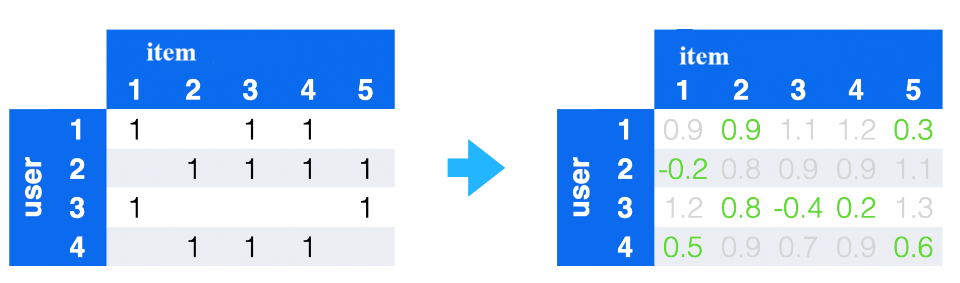 item
1 2 3 4 5
user
1 1 1 1
2 1 1 1 1
3 1 1
4 1 1 1
item
1 2 3 4 5
user
1 0.9 0.9 1.1 1.2 0.3
2 -0.2 0.8 0.9 0.9 1.1
3 1.2 0.8 -0.4 0.2 1.3
4 0.5 0.9 0.7 0.9 0.6